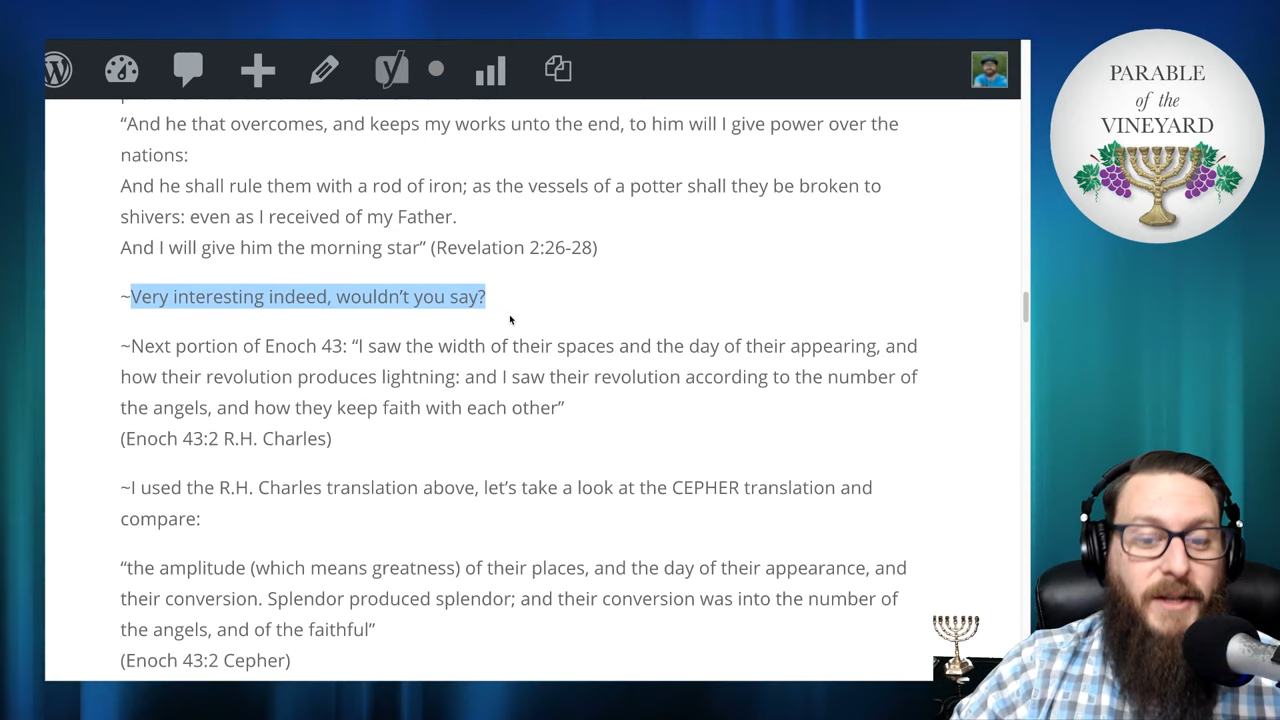 PARABLE
of the
VINEYARD
“And he that overcomes, and keeps my works unto the end, to him will I give power over the
nations:
And he shall rule them with a rod of iron; as the vessels of a potter shall they be broken to
shivers: even as I received of my Father.
And I will give him the morning star” (Revelation 2:26-28)
~Very interesting indeed, wouldn’t you say?
~Next portion of Enoch 43: “I saw the width of their spaces and the day of their appearing, and
how their revolution produces lightning: and I saw their revolution according to the number of
the angels, and how they keep faith with each other”
(Enoch 43:2 R.H. Charles)
~I used the R.H. Charles translation above, let’s take a look at the CEPHER translation and
compare:
“the amplitude (which means greatness) of their places, and the day of their appearance, and
their conversion. Splendor produced splendor; and their conversion was into the number of
the angels, and of the faithful”
(Enoch 43:2 Cepher)